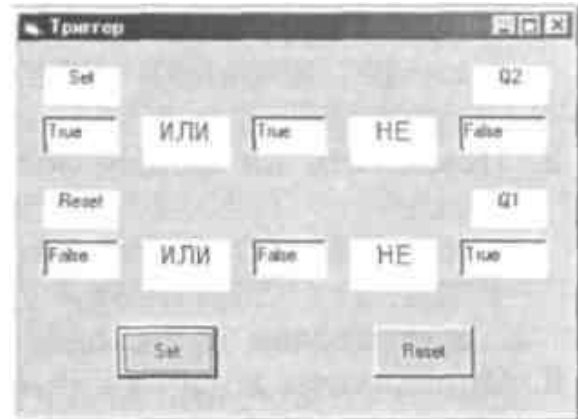 Триггер
Set Q2
True ИЛИ True НЕ False
Reset Q1
False ИЛИ False НЕ True
Set Reset